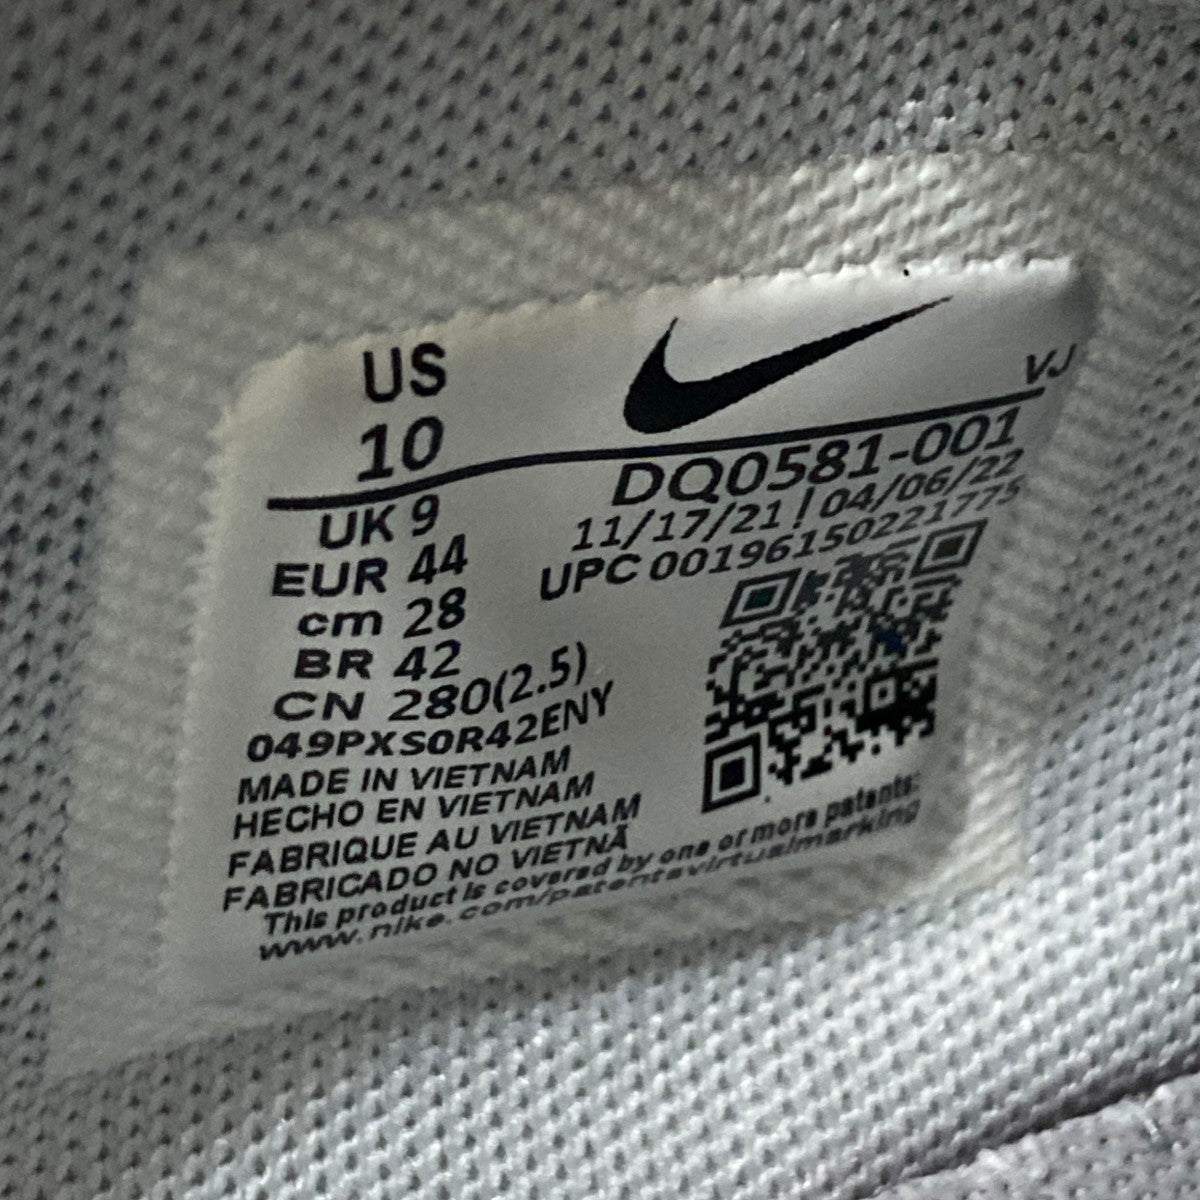 US
10
VJ
UK 9
EUR 44
cm 28
BR 42
CN 280(2.5)
DQ0581-001
11/17/21 ! 04/06/22
UPC 00196150221775
049PXS0R42ENY
MADE IN VIETNAM
HECHO EN VIETNAM
FABRIQUE AU VIETNAM
FABRICADO NO VIETNÃ
This product is covered by one or more patents:
www.nike.com/patentsvirtualmarking